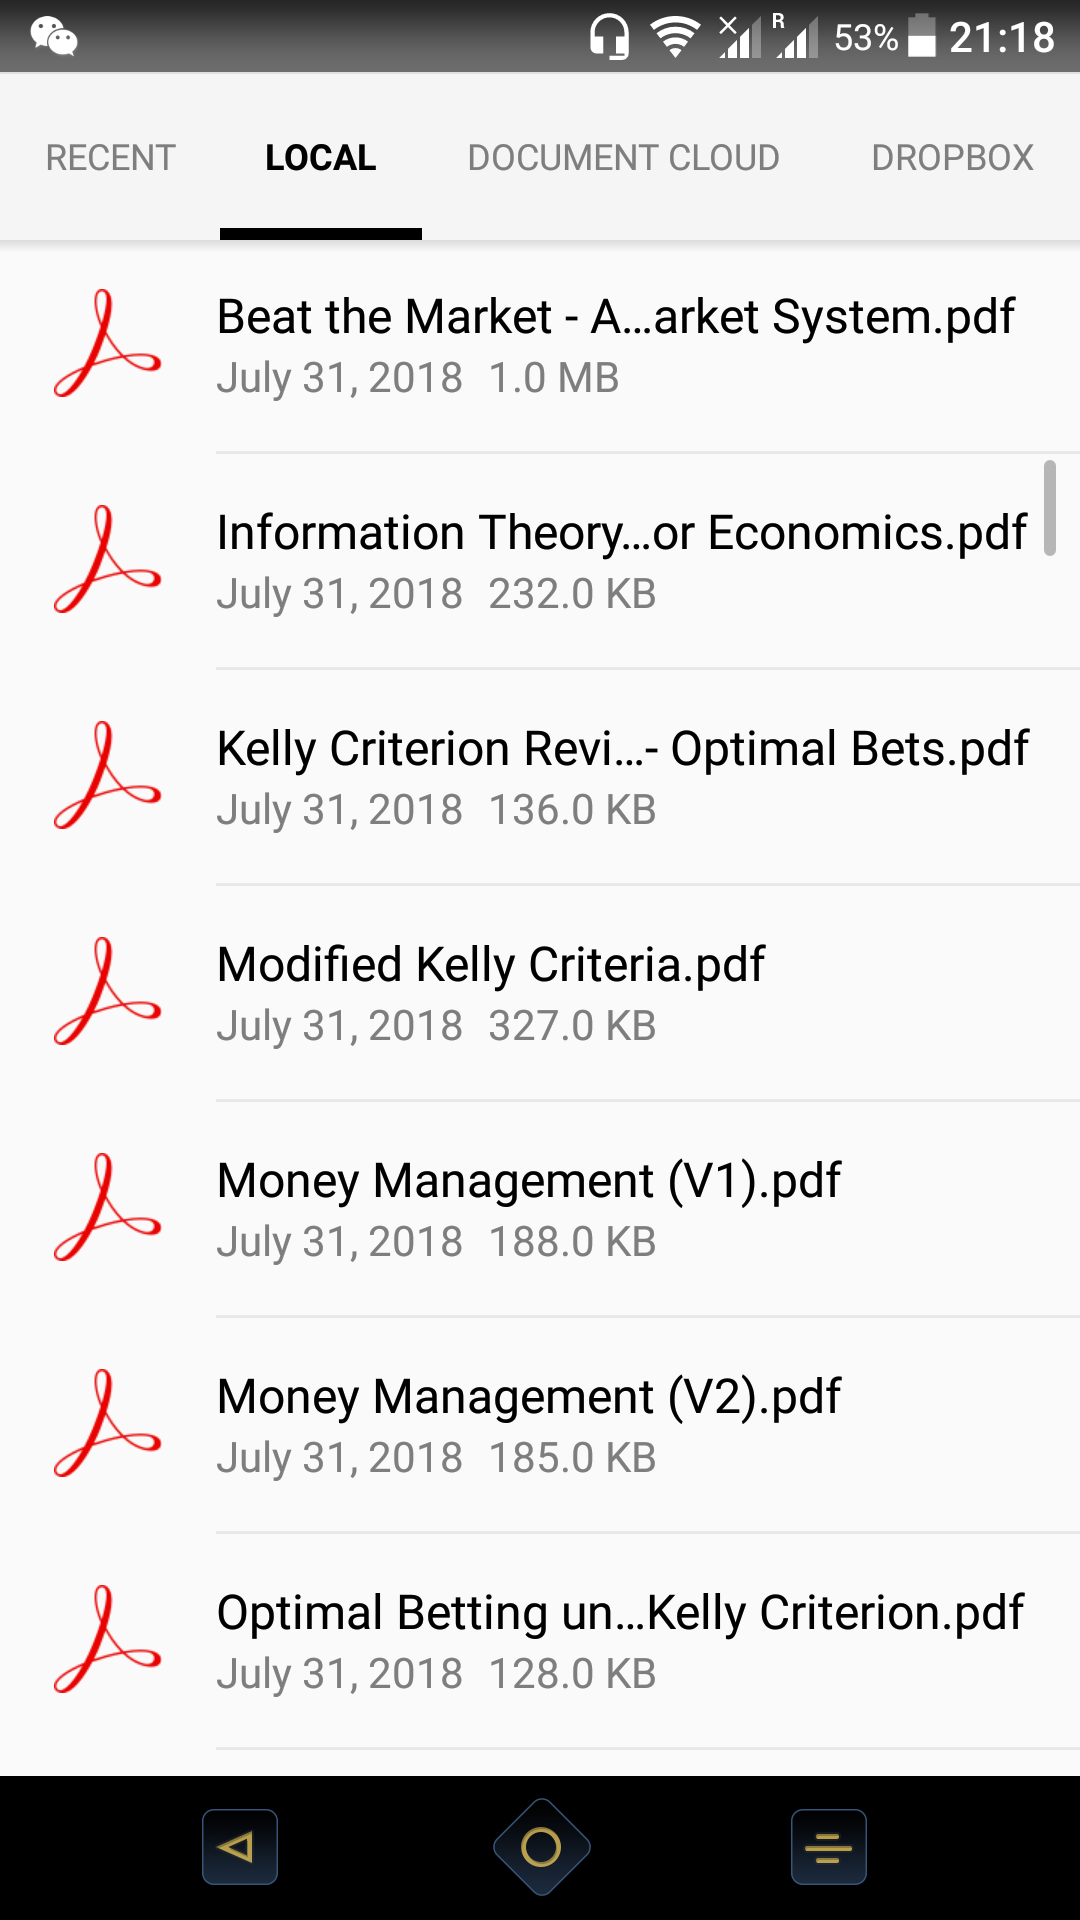 R 53% 21:18
RECENT LOCAL DOCUMENT CLOUD DROPBOX
Beat the Market - A...arket System.pdf
July 31, 2018 1.0 MB
Information Theory...or Economics.pdf
July 31, 2018 232.0 KB
Kelly Criterion Revi...- Optimal Bets.pdf
July 31, 2018 136.0 KB
Modified Kelly Criteria.pdf
July 31, 2018 327.0 KB
Money Management (V1).pdf
July 31, 2018 188.0 KB
Money Management (V2).pdf
July 31, 2018 185.0 KB
Optimal Betting un...Kelly Criterion.pdf
July 31, 2018 128.0 KB